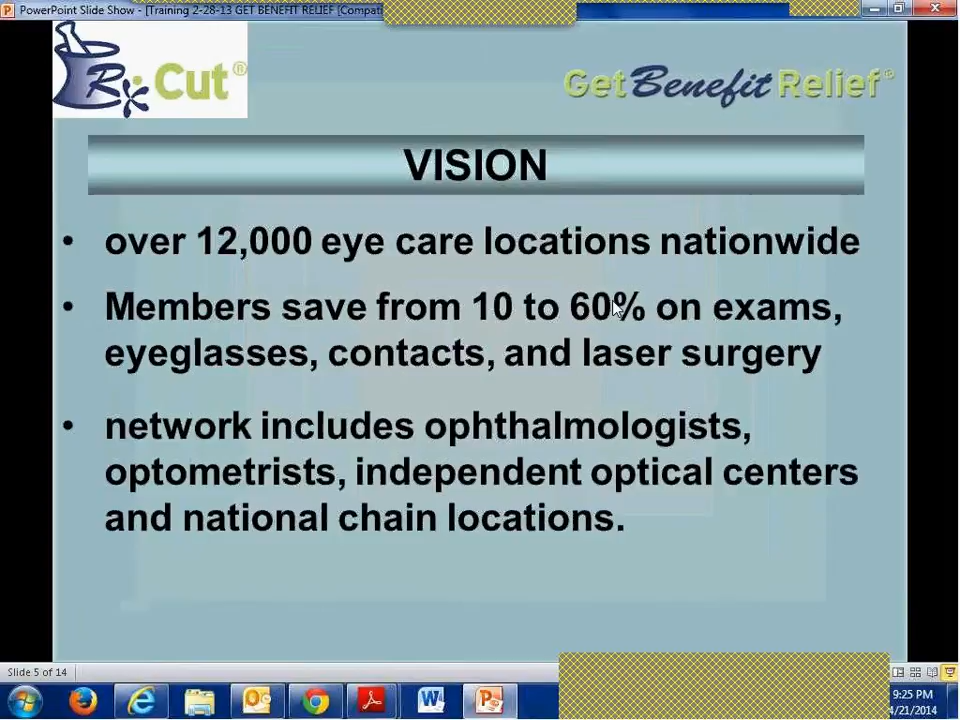 PowerPoint Slide Show - [Training 2-28-13 GET BENEFIT RELIEF [Compati
Rx Cut®
Get Benefit Relief®
VISION
• over 12,000 eye care locations nationwide
• Members save from 10 to 60% on exams,
eyeglasses, contacts, and laser surgery
• network includes ophthalmologists,
optometrists, independent optical centers
and national chain locations.
Slide 5 of 14
9:25 PM
4/21/2014